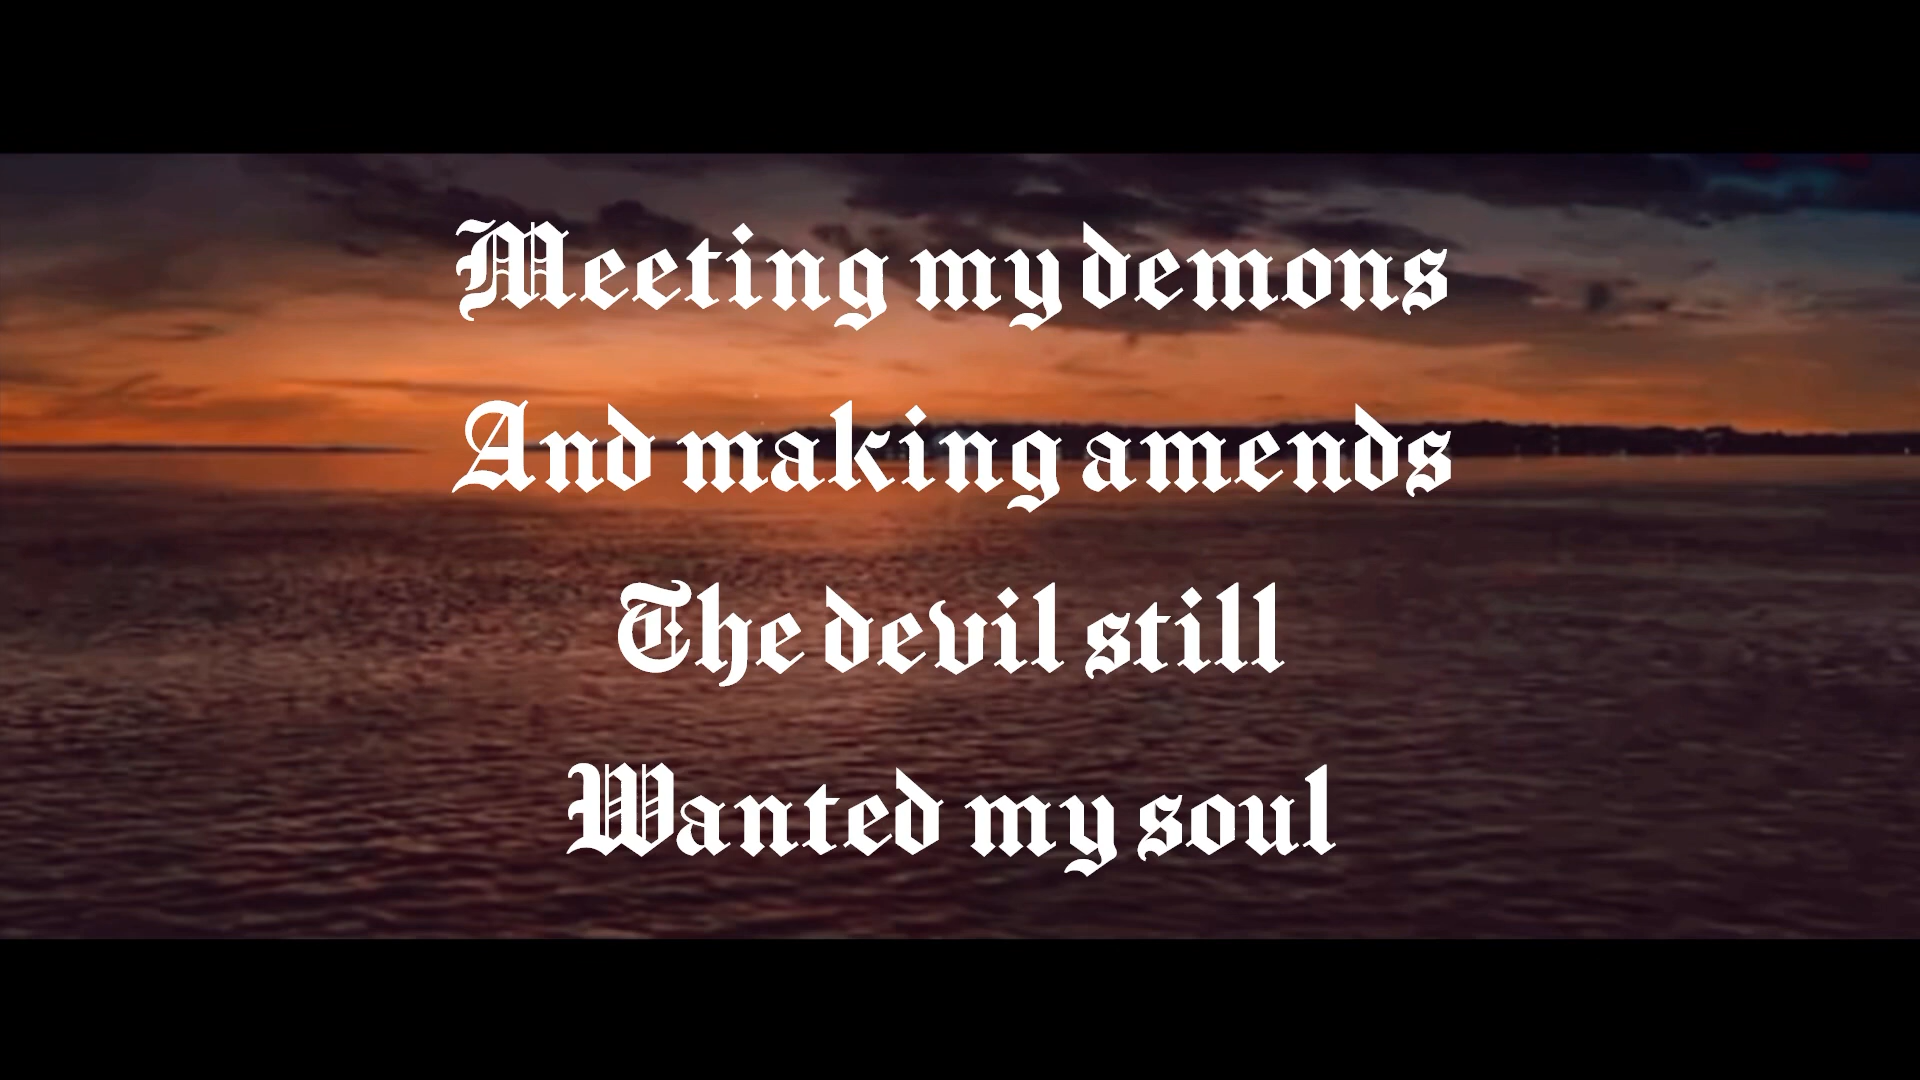 Meeting my demons
And making amends
The devil still
Wanted my soul